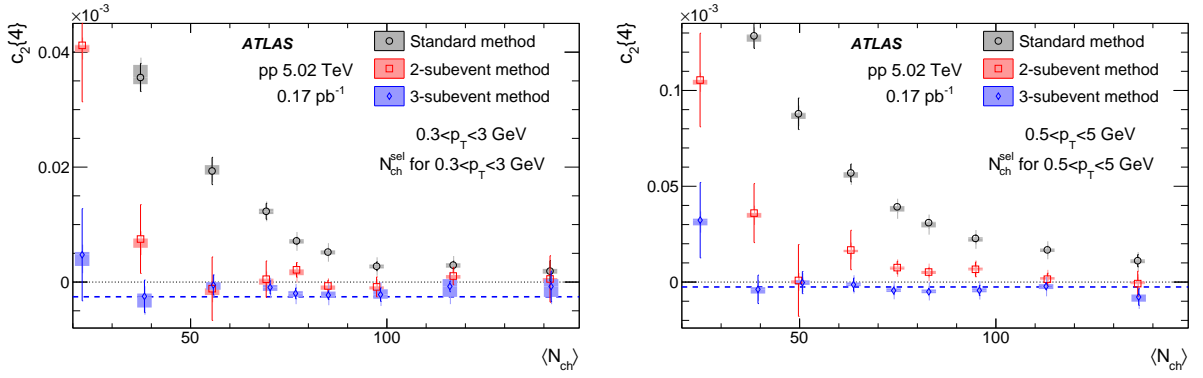 ×10⁻³
c₂{4}
0.04
0.02
0
ATLAS
pp 5.02 TeV
0.17 pb⁻¹
Standard method
2-subevent method
3-subevent method
0.3<p_T<3 GeV
N_ch^sel for 0.3<p_T<3 GeV
50
100
⟨N_ch⟩
×10⁻³
c₂{4}
0.1
0.05
0
ATLAS
pp 5.02 TeV
0.17 pb⁻¹
Standard method
2-subevent method
3-subevent method
0.5<p_T<5 GeV
N_ch^sel for 0.5<p_T<5 GeV
50
100
⟨N_ch⟩